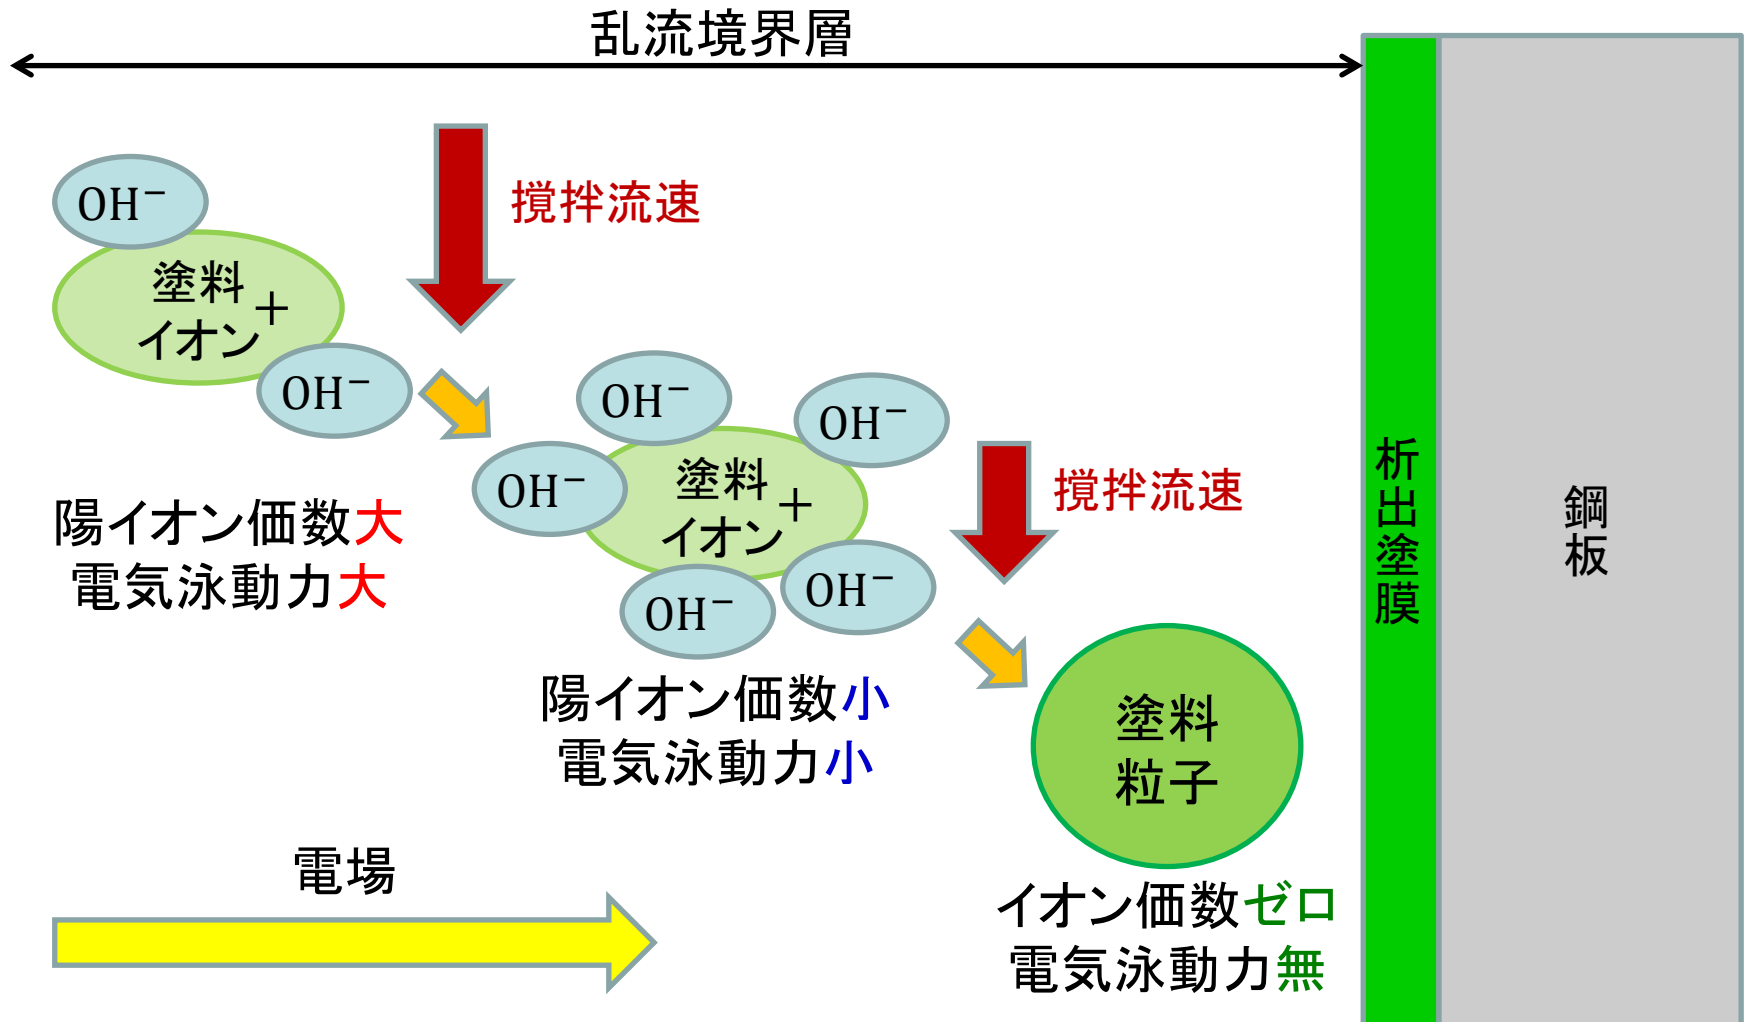 乱流境界層
OH⁻
塗料
イオン+
OH⁻
撹拌流速
陽イオン価数大
電気泳動力大
OH⁻
OH⁻
OH⁻
塗料
イオン+
OH⁻
OH⁻
撹拌流速
陽イオン価数小
電気泳動力小
塗料
粒子
イオン価数ゼロ
電気泳動力無
電場
析出塗膜
鋼板